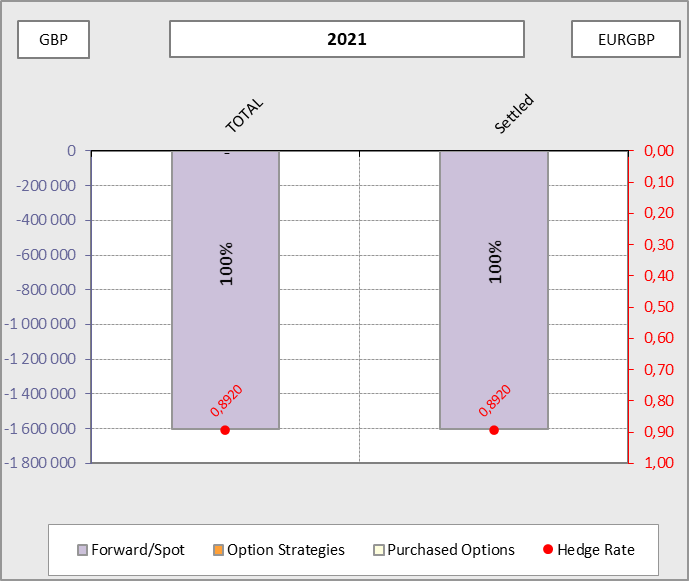 GBP 2021 EURGBP
TOTAL Settled
0 0,00
0,10
-200 000
-400 000 0,20
-600 000 0,30
-800 000 0,40
-1 000 000 0,50
-1 200 000 0,60
-1 400 000 0,70
0,80
-1 600 000 0,90
-1 800 000 1,00
100% 100%
0,8920 0,8920
Forward/Spot Option Strategies Purchased Options Hedge Rate